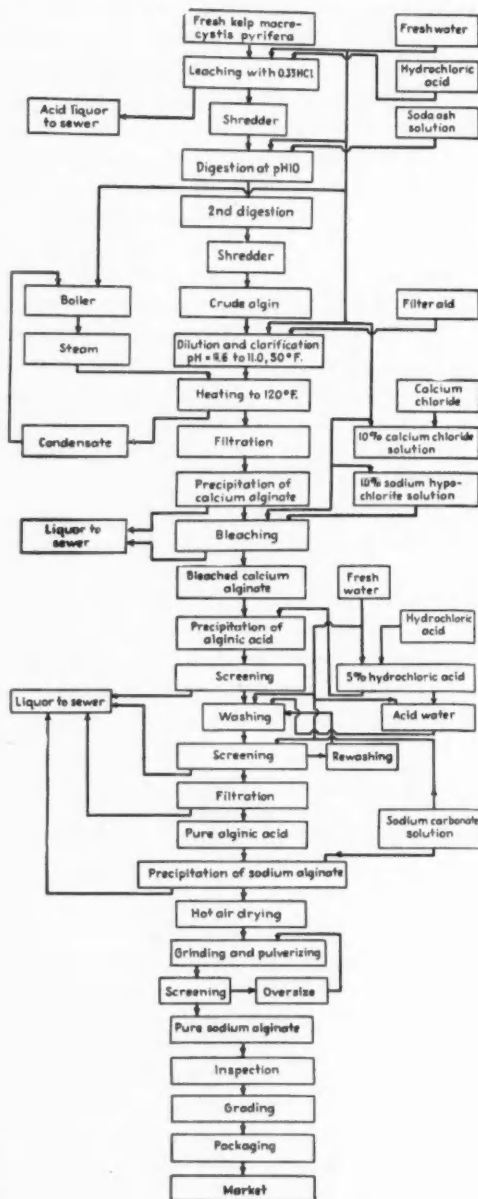 Fresh kelp macro-
cystis pyrifera
Fresh water
Leaching with 0.33HCl
Hydrochloric
acid
Acid liquor
to sewer
Shredder
Soda ash
solution
Digestion at pH10
2nd digestion
Shredder
Boiler
Crude algin
Filter aid
Steam
Dilution and clarification
pH = 9.6 to 11.0, 50°F.
Heating to 120°F.
Calcium
chloride
Condensate
Filtration
10% calcium chloride
solution
Precipitation of
calcium alginate
10% sodium hypo-
chlorite solution
Liquor to
sewer
Bleaching
Bleached calcium
alginate
Fresh
water
Precipitation of
alginic acid
Hydrochloric
acid
Screening
5% hydrochloric acid
Liquor to sewer
Washing
Acid water
Screening
Rewashing
Filtration
Sodium carbonate
solution
Pure alginic acid
Precipitation of sodium alginate
Hot air drying
Grinding and pulverizing
Screening
Oversize
Pure sodium alginate
Inspection
Grading
Packaging
Market